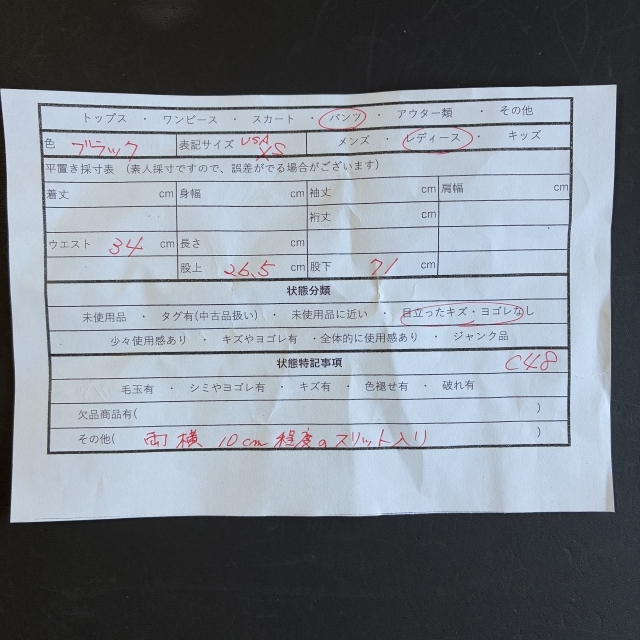 トップス ・ ワンピース ・ スカート ・ パンツ ・ アウター類 ・ その他
色 ブラック 表記サイズ USA XS メンズ ・ レディース ・ キッズ
平置き採寸表 (素人採寸ですので、誤差がでる場合がございます)
着丈 cm 身幅 cm 袖丈 cm 肩幅 cm
裄丈 cm
ウエスト 34 cm 長さ cm
股上 26.5 cm 股下 71 cm
状態分類
未使用品 ・ タグ有(中古品扱い) ・ 未使用品に近い ・ 目立ったキズ・ヨゴレなし
少々使用感あり ・ キズやヨゴレ有 ・全体的に使用感あり ・ ジャンク品
状態特記事項 C48
毛玉有 ・ シミやヨゴレ有 ・ キズ有 ・ 色褪せ有 ・ 破れ有
欠品商品有( )
その他( 両横 10cm 程度のスリット入り )